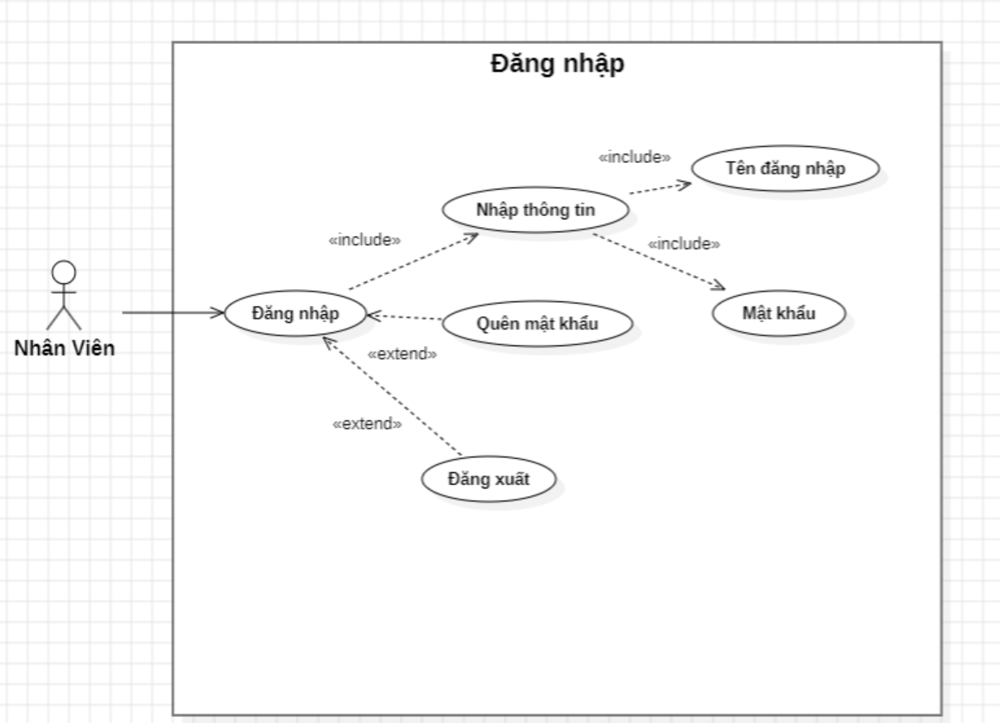 Đăng nhập
«include»
Tên đăng nhập
Nhập thông tin
«include»
«include»
Đăng nhập
Quên mật khẩu
Mật khẩu
Nhân Viên
«extend»
«extend»
Đăng xuất